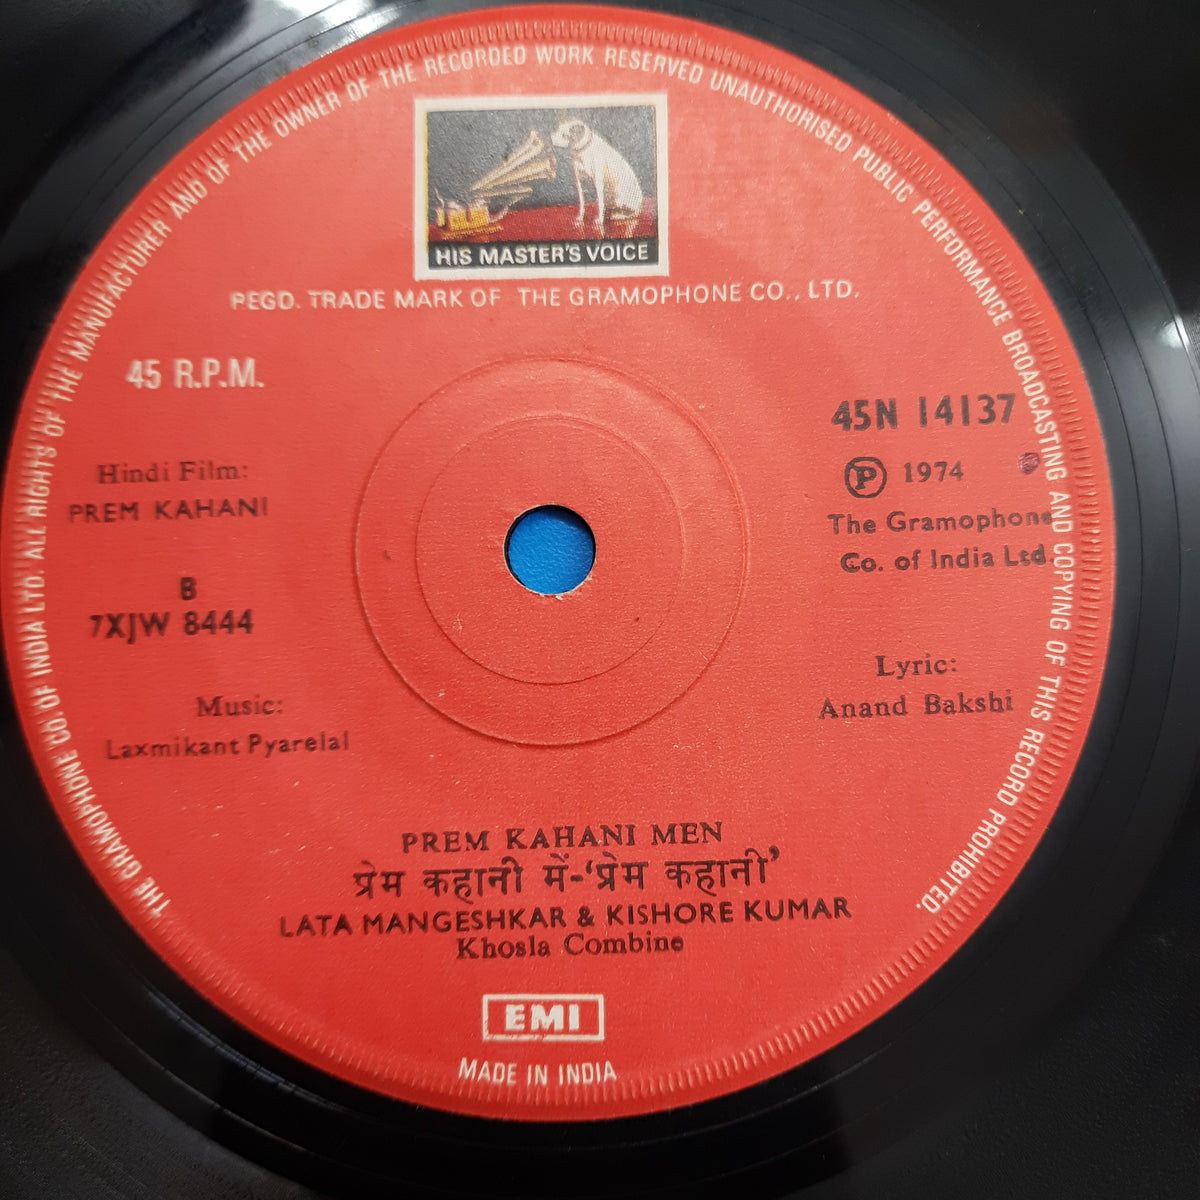 THE GRAMOPHONE CO. OF INDIA LTD. ALL RIGHTS OF THE MANUFACTURER AND OF THE OWNER OF THE RECORDED WORK RESERVED UNAUTHORISED PUBLIC PERFORMANCE BROADCASTING AND COPYING OF THIS RECORD PROHIBITED.
HIS MASTER'S VOICE
REGD. TRADE MARK OF THE GRAMOPHONE CO., LTD.
45 R.P.M.
45N 14137
Hindi Film:
PREM KAHANI
Ⓟ 1974
The Gramophone
Co. of India Ltd.
B
7XJW 8444
Music:
Laxmikant Pyarelal
Lyric:
Anand Bakshi
PREM KAHANI MEN
प्रेम कहानी में-'प्रेम कहानी'
LATA MANGESHKAR & KISHORE KUMAR
Khosla Combine
EMI
MADE IN INDIA